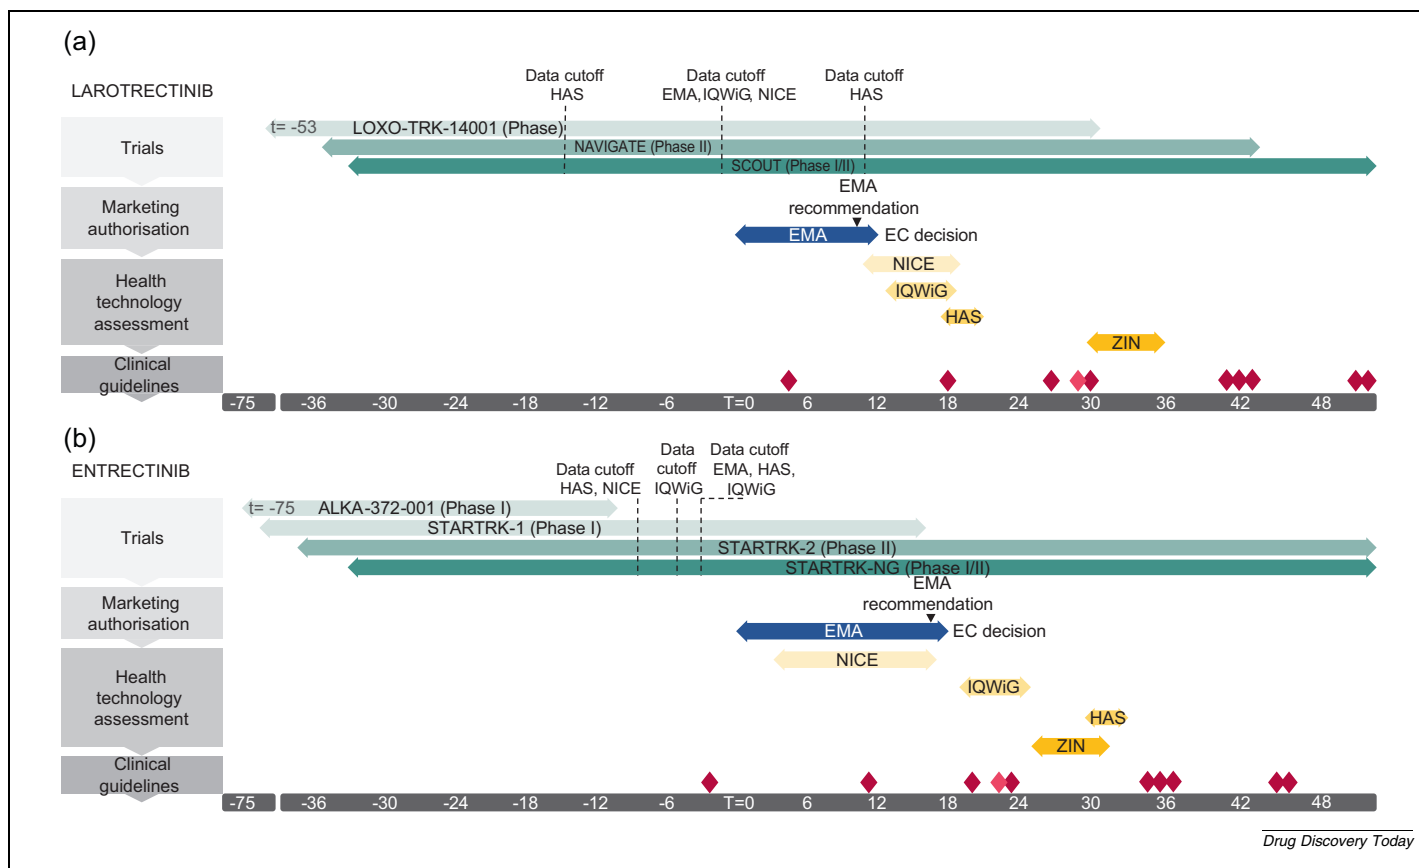 (a)
LAROTRECTINIB
Data cutoff
HAS
Data cutoff
EMA, IQWiG, NICE
Data cutoff
HAS
Trials
t= -53
LOXO-TRK-14001 (Phase)
NAVIGATE (Phase II)
SCOUT (Phase I/II)
Marketing
authorisation
EMA
recommendation
EMA
EC decision
Health
technology
assessment
NICE
IQWiG
HAS
ZIN
Clinical
guidelines
-75 -36 -30 -24 -18 -12 -6 T=0 6 12 18 24 30 36 42 48
(b)
ENTRECTINIB
Data cutoff
HAS, NICE
Data
cutoff
IQWiG
Data cutoff
EMA, HAS,
IQWiG
Trials
t= -75
ALKA-372-001 (Phase I)
STARTRK-1 (Phase I)
STARTRK-2 (Phase II)
STARTRK-NG (Phase I/II)
Marketing
authorisation
EMA
recommendation
EMA
EC decision
Health
technology
assessment
NICE
IQWiG
HAS
ZIN
Clinical
guidelines
-75 -36 -30 -24 -18 -12 -6 T=0 6 12 18 24 30 36 42 48
Drug Discovery Today